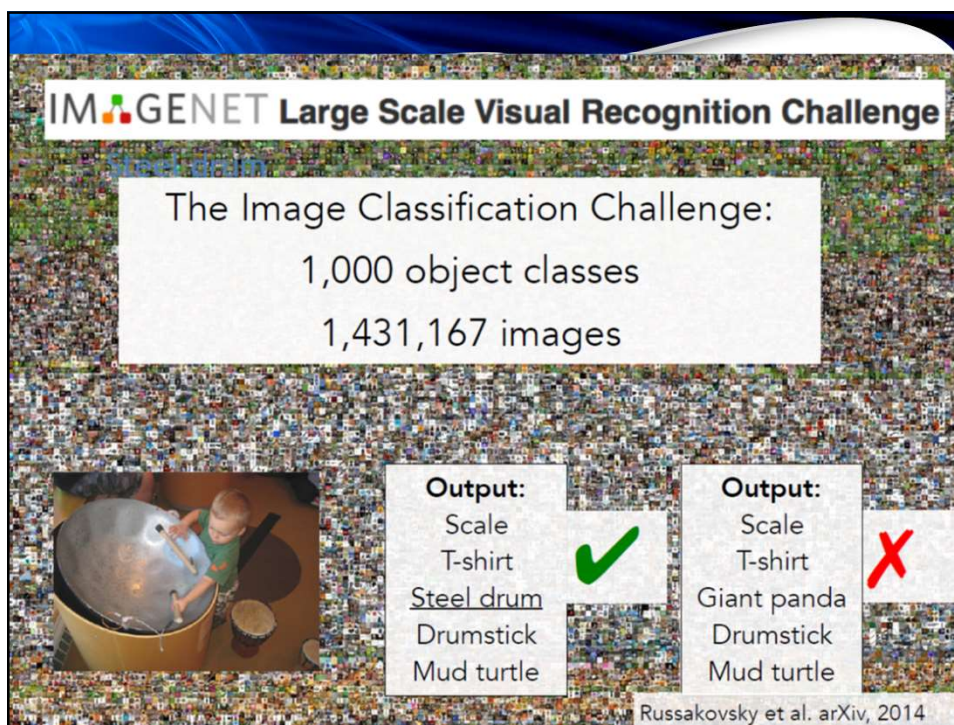 IMAGENET Large Scale Visual Recognition Challenge
Steel drum
The Image Classification Challenge:
1,000 object classes
1,431,167 images
Output:
Scale
T-shirt
Steel drum
Drumstick
Mud turtle
Output:
Scale
T-shirt
Giant panda
Drumstick
Mud turtle
Russakovsky et al. arXiv, 2014